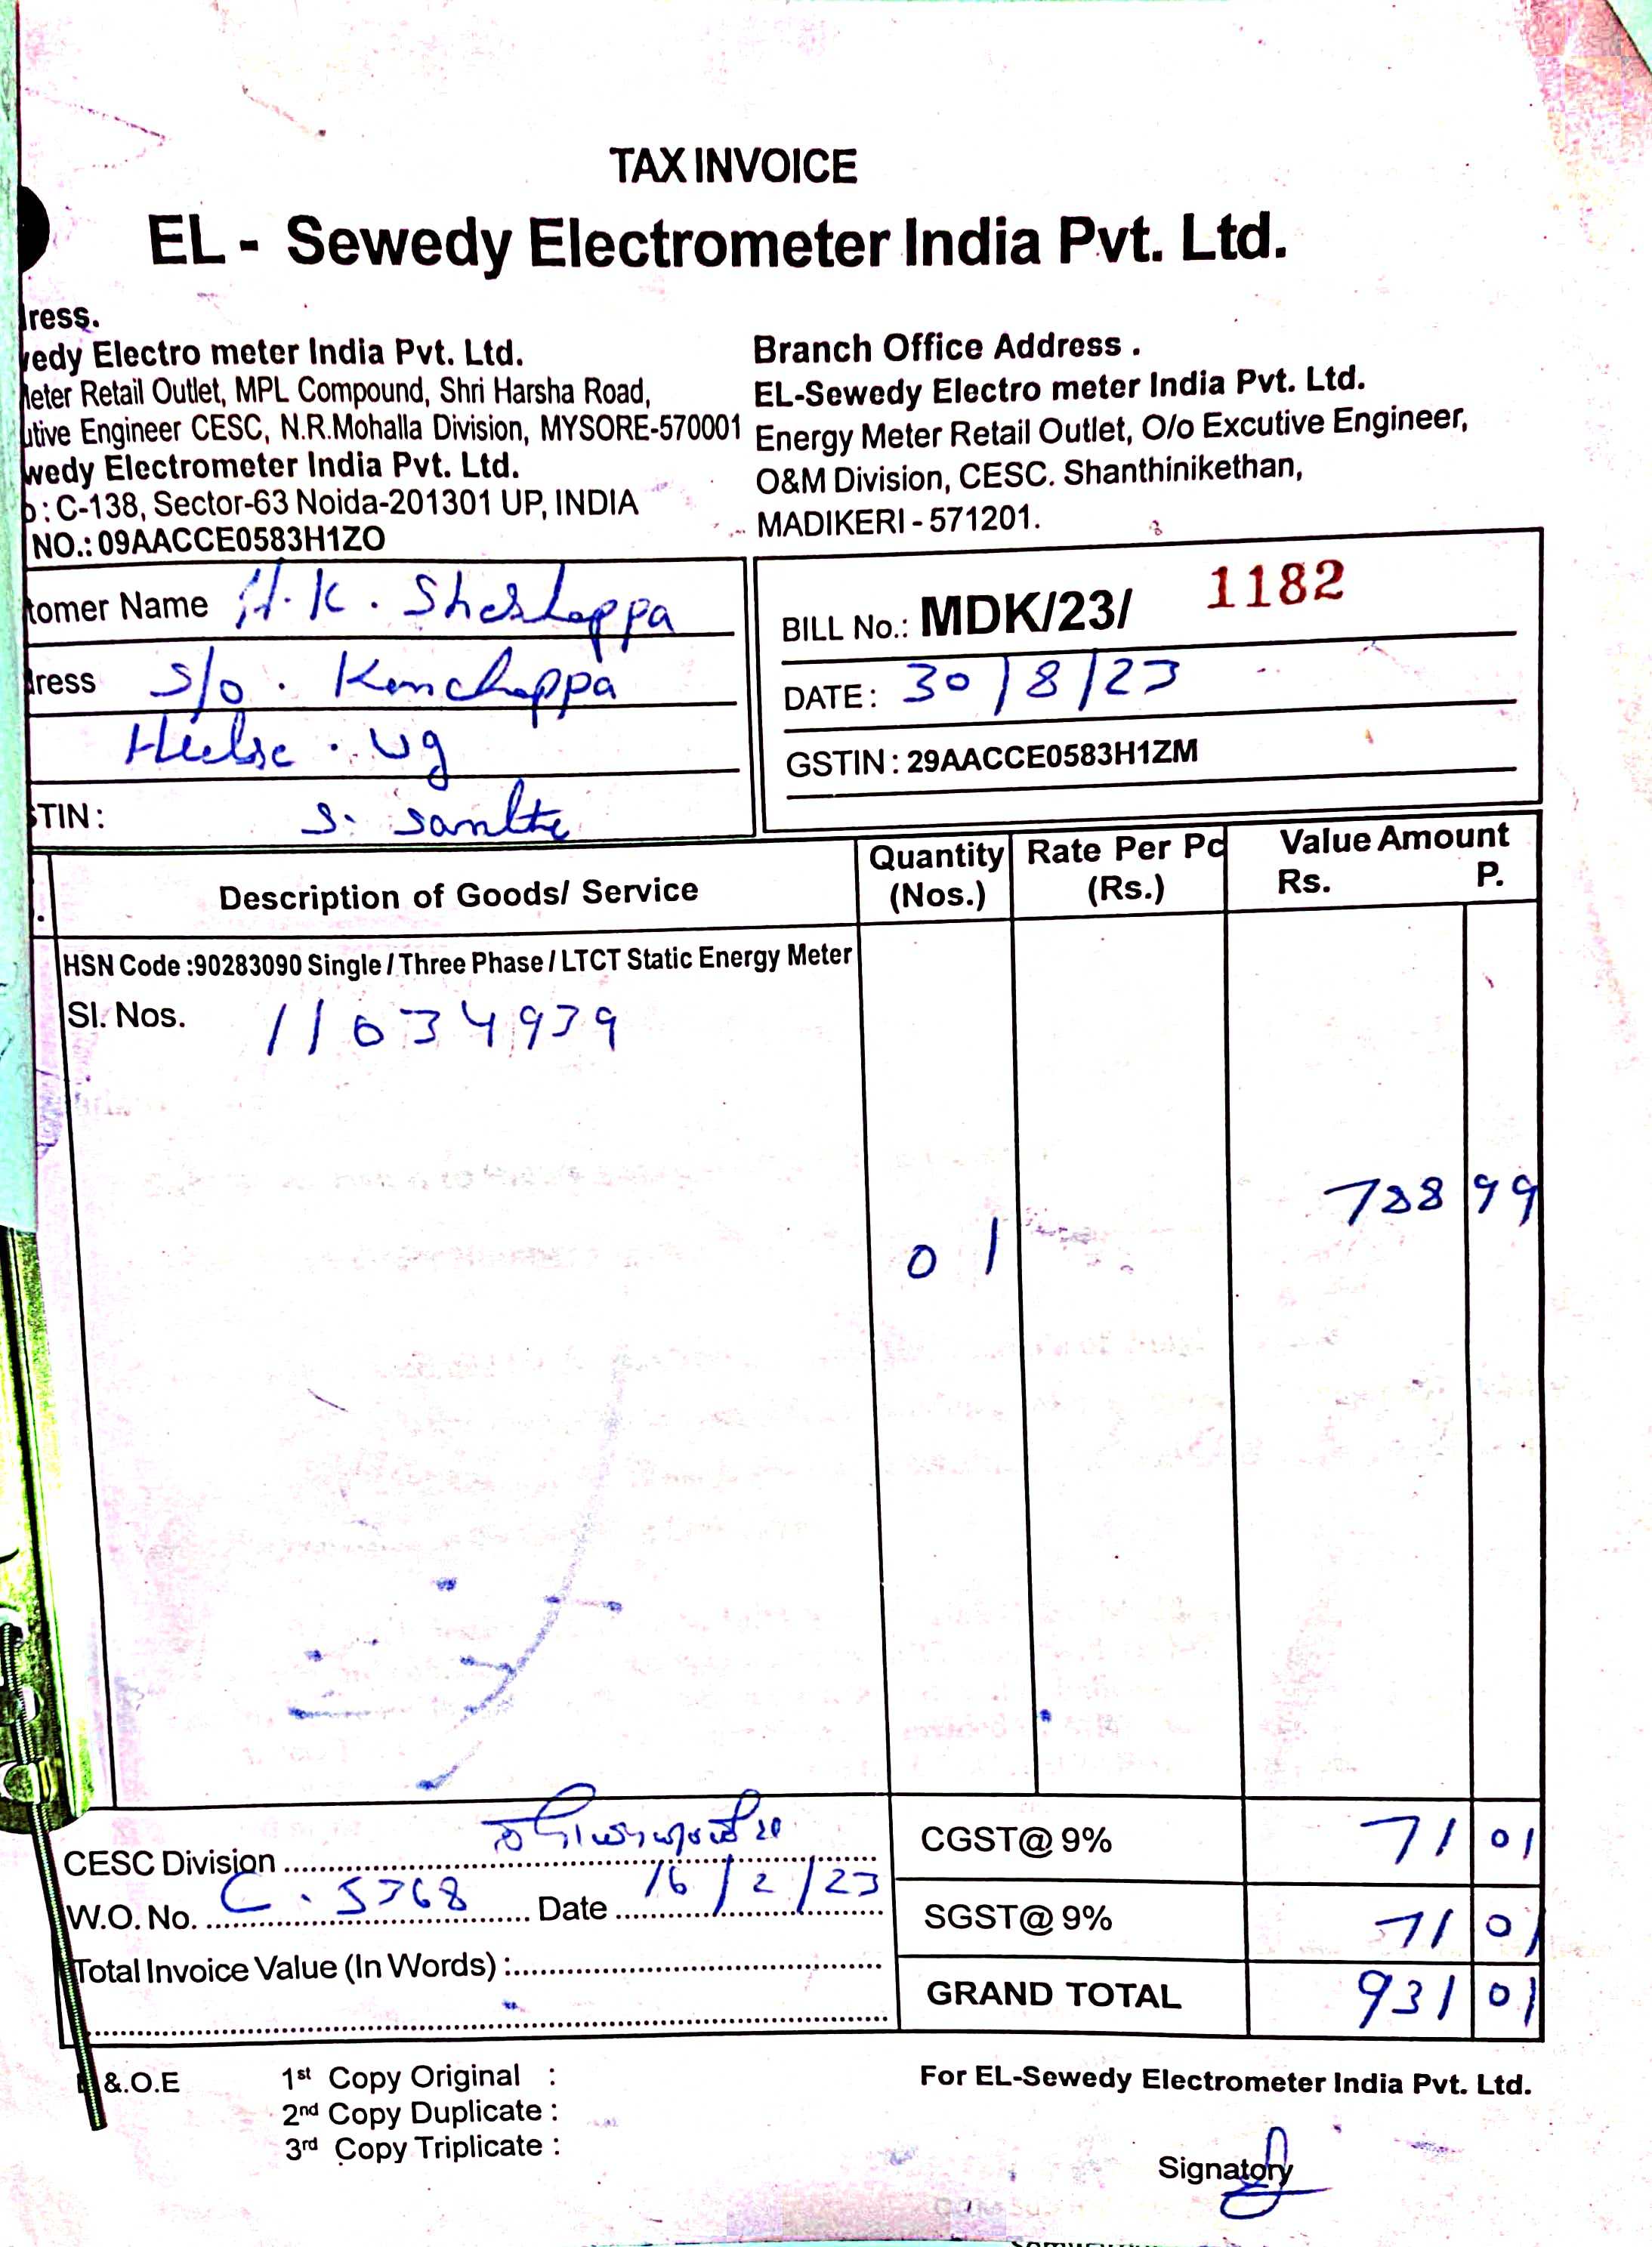 TAX INVOICE
EL - Sewedy Electrometer India Pvt. Ltd.
ress.
edy Electro meter India Pvt. Ltd.
eter Retail Outlet, MPL Compound, Shri Harsha Road,
utive Engineer CESC, N.R.Mohalla Division, MYSORE-570001
wedy Electrometer India Pvt. Ltd.
: C-138, Sector-63 Noida-201301 UP, INDIA
NO.: 09AACCE0583H1ZO
Branch Office Address .
EL-Sewedy Electro meter India Pvt. Ltd.
Energy Meter Retail Outlet, O/o Excutive Engineer,
O&M Division, CESC. Shanthinikethan,
MADIKERI - 571201.
tomer Name H.K. Sheshappa
ress S/o. Kenchappa
STIN: S. Santhe
BILL No.: MDK/23/ 1182
DATE: 30/8/23
GSTIN : 29AACCE0583H1ZM
Description of Goods/ Service
Quantity (Nos.)
Rate Per Pc (Rs.)
Value Amount
Rs. P.
HSN Code :90283090 Single / Three Phase / LTCT Static Energy Meter
Sl. Nos. 11034939
01 788 99
CESC Division
W.O. No. C. 5768 Date 16/2/23
Total Invoice Value (In Words) :
CGST@ 9% 71 01
SGST@ 9% 71 01
GRAND TOTAL 931 01
&.O.E
1st Copy Original :
2nd Copy Duplicate :
3rd Copy Triplicate :
For EL-Sewedy Electrometer India Pvt. Ltd.
Signatory